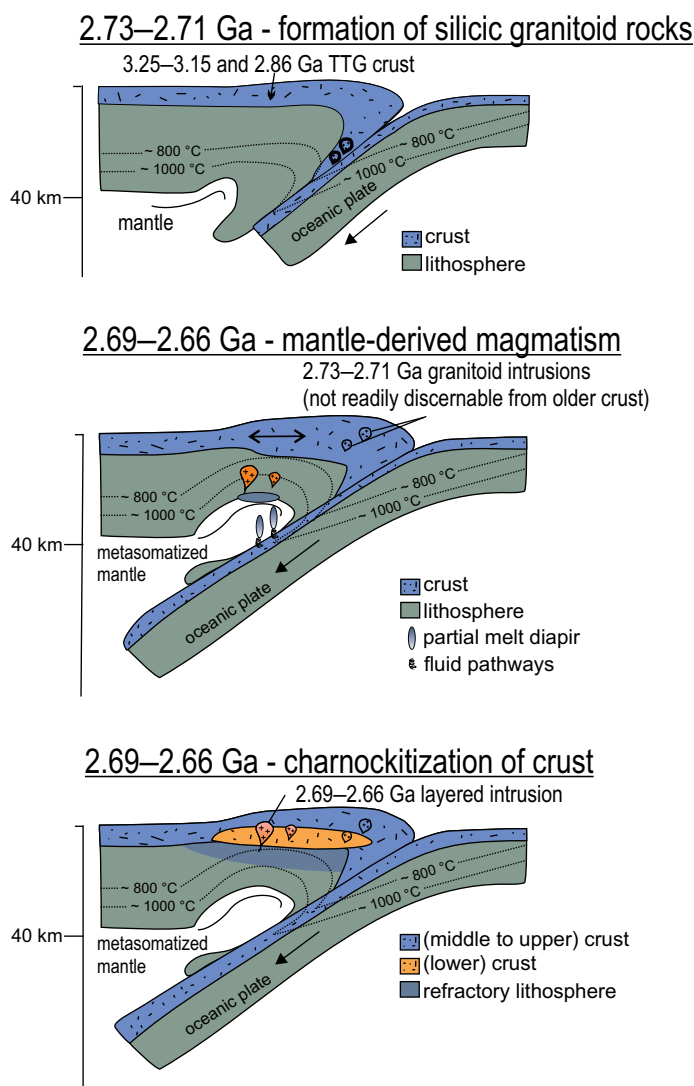 2.73–2.71 Ga - formation of silicic granitoid rocks
3.25–3.15 and 2.86 Ga TTG crust
~ 800 °C
~ 1000 °C
~ 800 °C
~ 1000 °C
40 km
mantle
oceanic plate
crust
lithosphere
2.69–2.66 Ga - mantle-derived magmatism
2.73–2.71 Ga granitoid intrusions
(not readily discernable from older crust)
~ 800 °C
~ 1000 °C
~ 800 °C
~ 1000 °C
40 km
metasomatized
mantle
oceanic plate
crust
lithosphere
partial melt diapir
fluid pathways
2.69–2.66 Ga - charnockitization of crust
2.69–2.66 Ga layered intrusion
~ 800 °C
~ 1000 °C
~ 800 °C
~ 1000 °C
40 km
metasomatized
mantle
oceanic plate
(middle to upper) crust
(lower) crust
refractory lithosphere